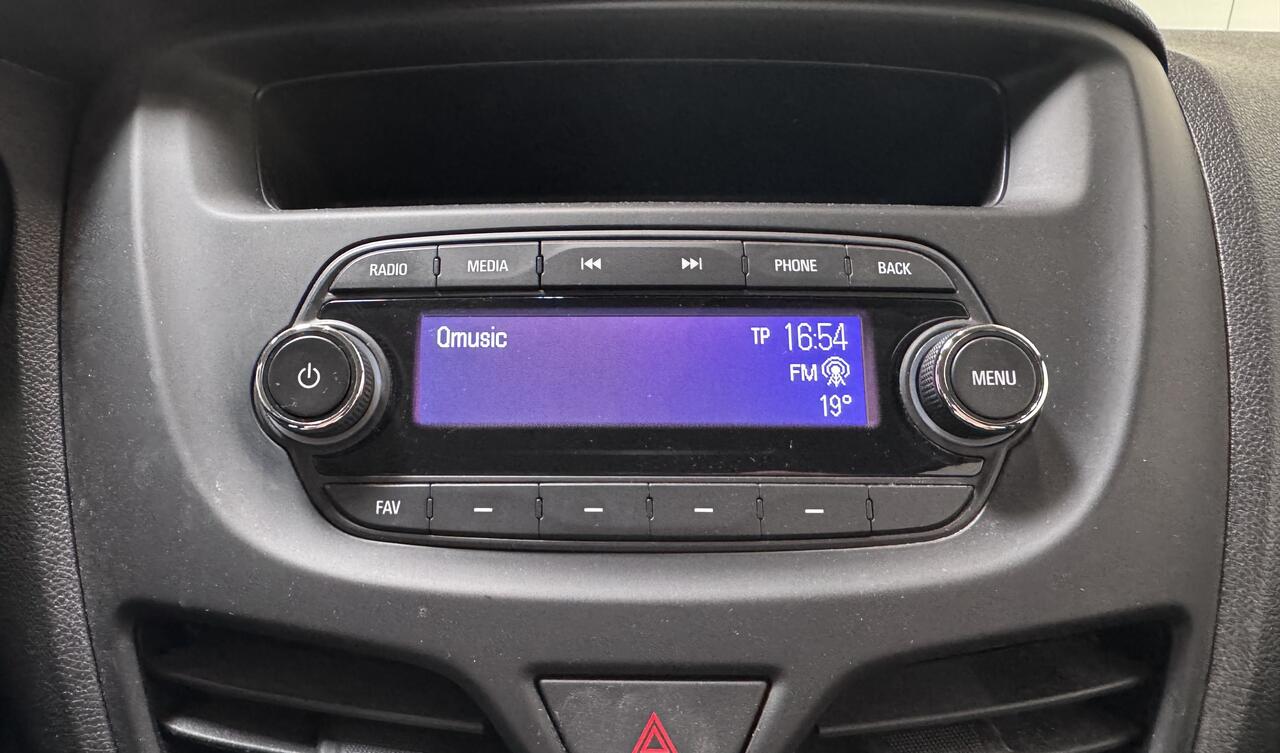 RADIO MEDIA PHONE BACK
Qmusic TP 16:54
FM
19°
MENU
FAV